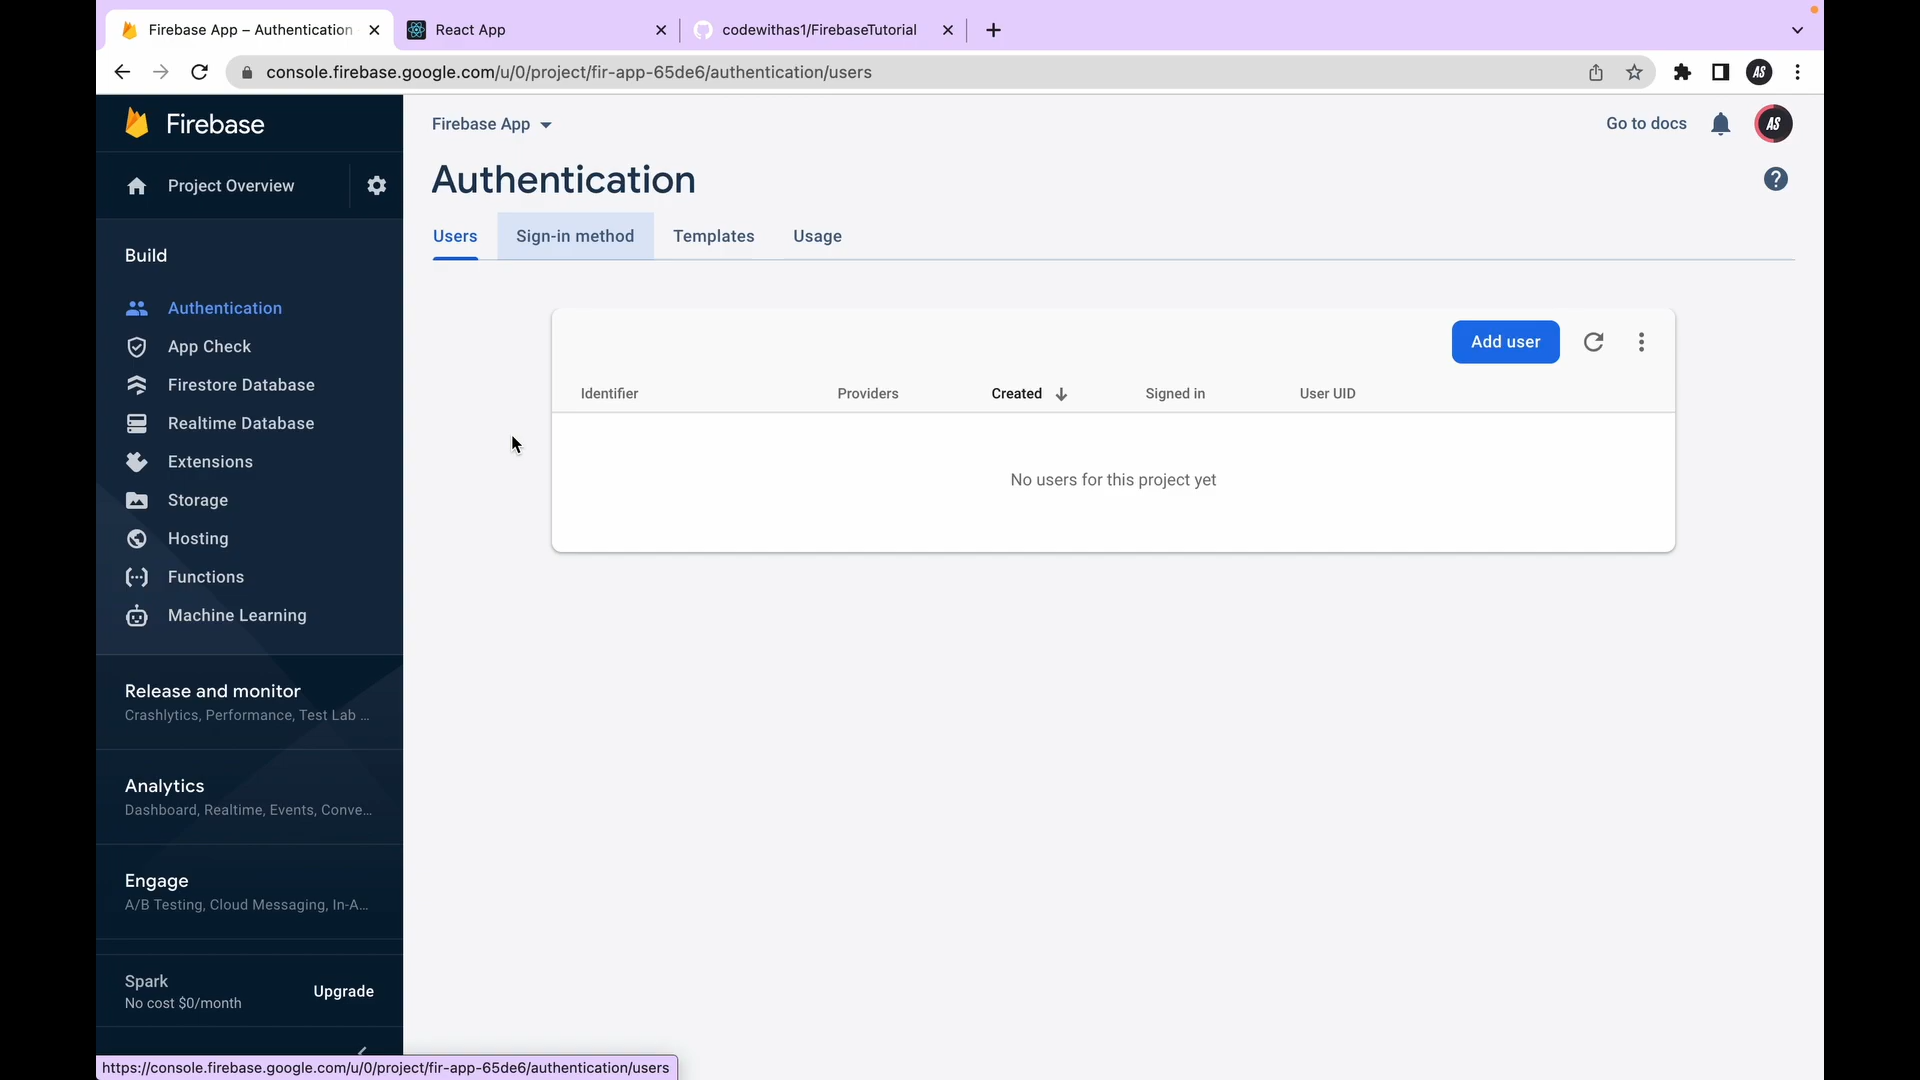 Firebase App – Authentication
React App
codewithas1/FirebaseTutorial
console.firebase.google.com/u/0/project/fir-app-65de6/authentication/users
AS
Firebase
Firebase App
Go to docs
AS
Project Overview
Authentication
Users
Sign-in method
Templates
Usage
Build
Authentication
App Check
Firestore Database
Realtime Database
Extensions
Storage
Hosting
Functions
Machine Learning
Add user
Identifier
Providers
Created
Signed in
User UID
No users for this project yet
Release and monitor
Crashlytics, Performance, Test Lab ...
Analytics
Dashboard, Realtime, Events, Conve...
Engage
A/B Testing, Cloud Messaging, In-A...
Spark
No cost $0/month
Upgrade
https://console.firebase.google.com/u/0/project/fir-app-65de6/authentication/users